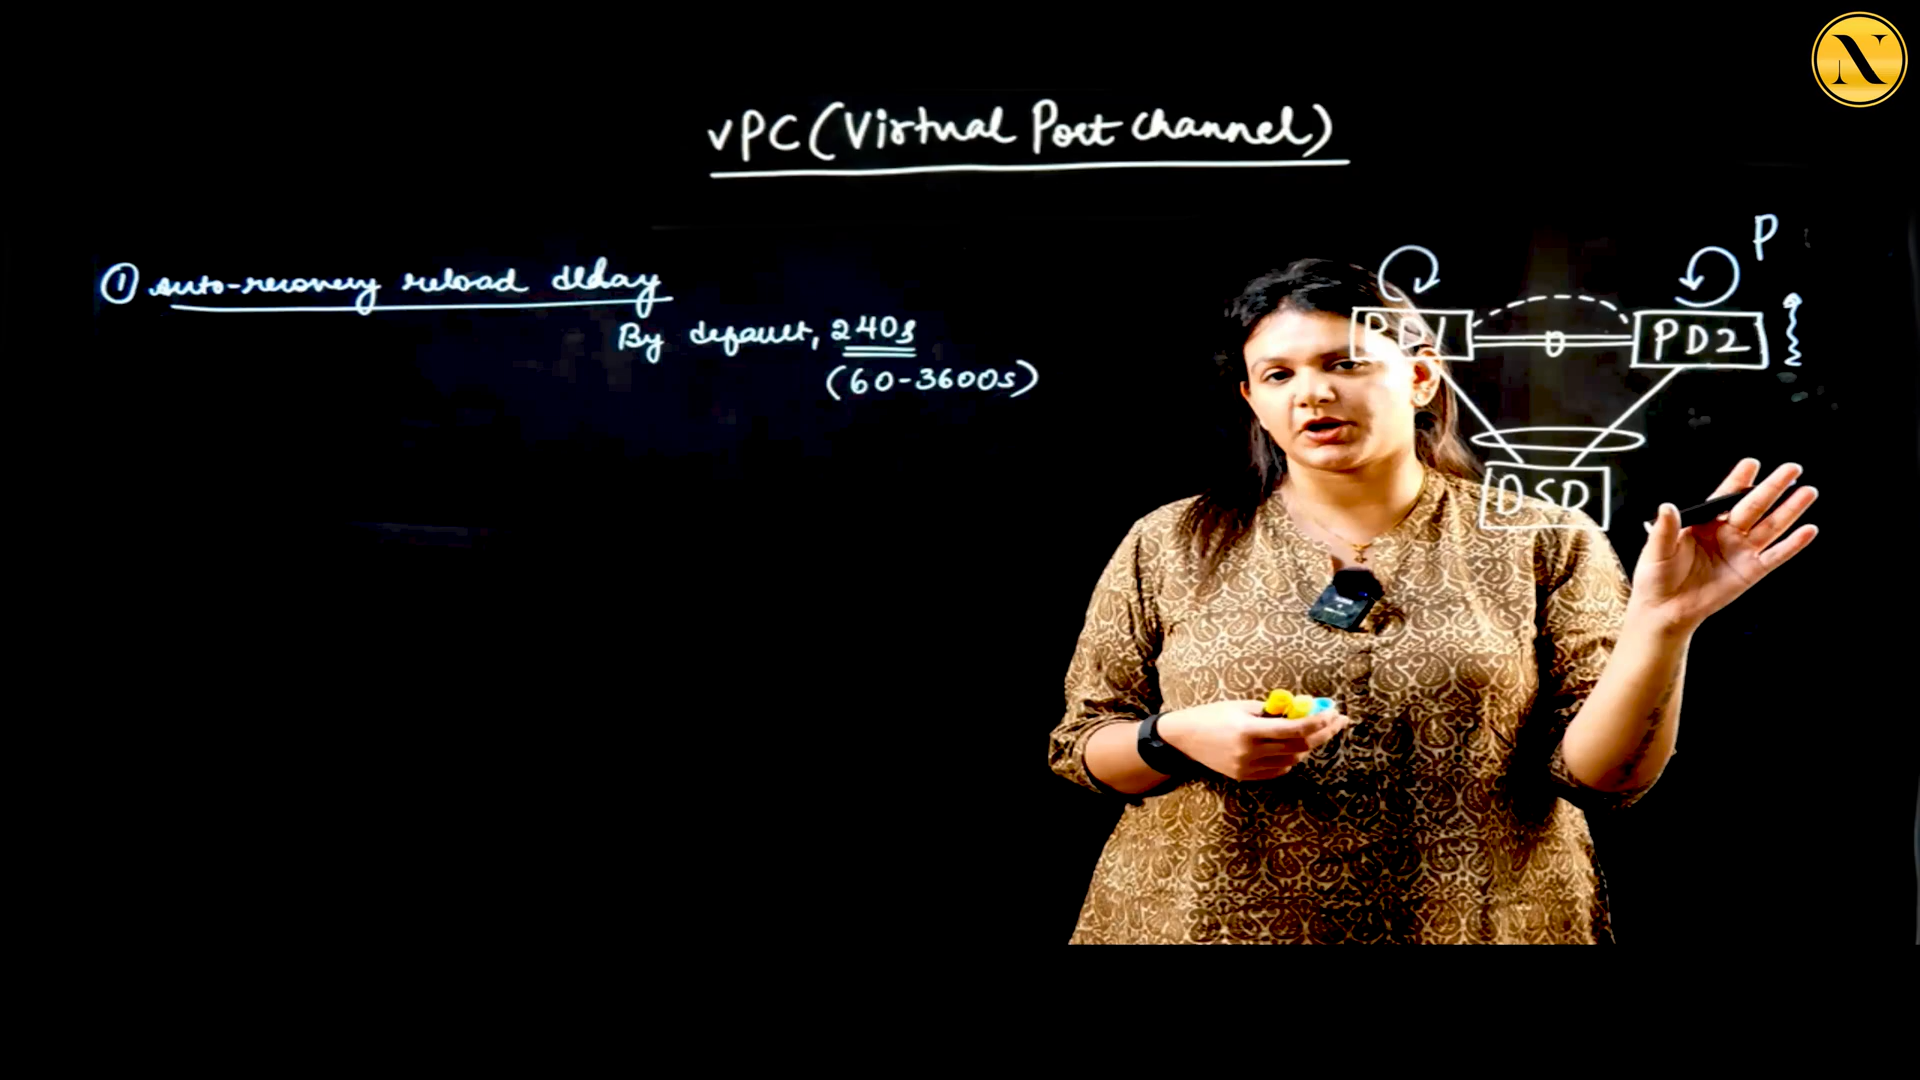 vPC (Virtual Port channel)
① Auto-recovery reload delay
By default, 240s
(60-3600s)
P
PD1
PD2
DSD
N